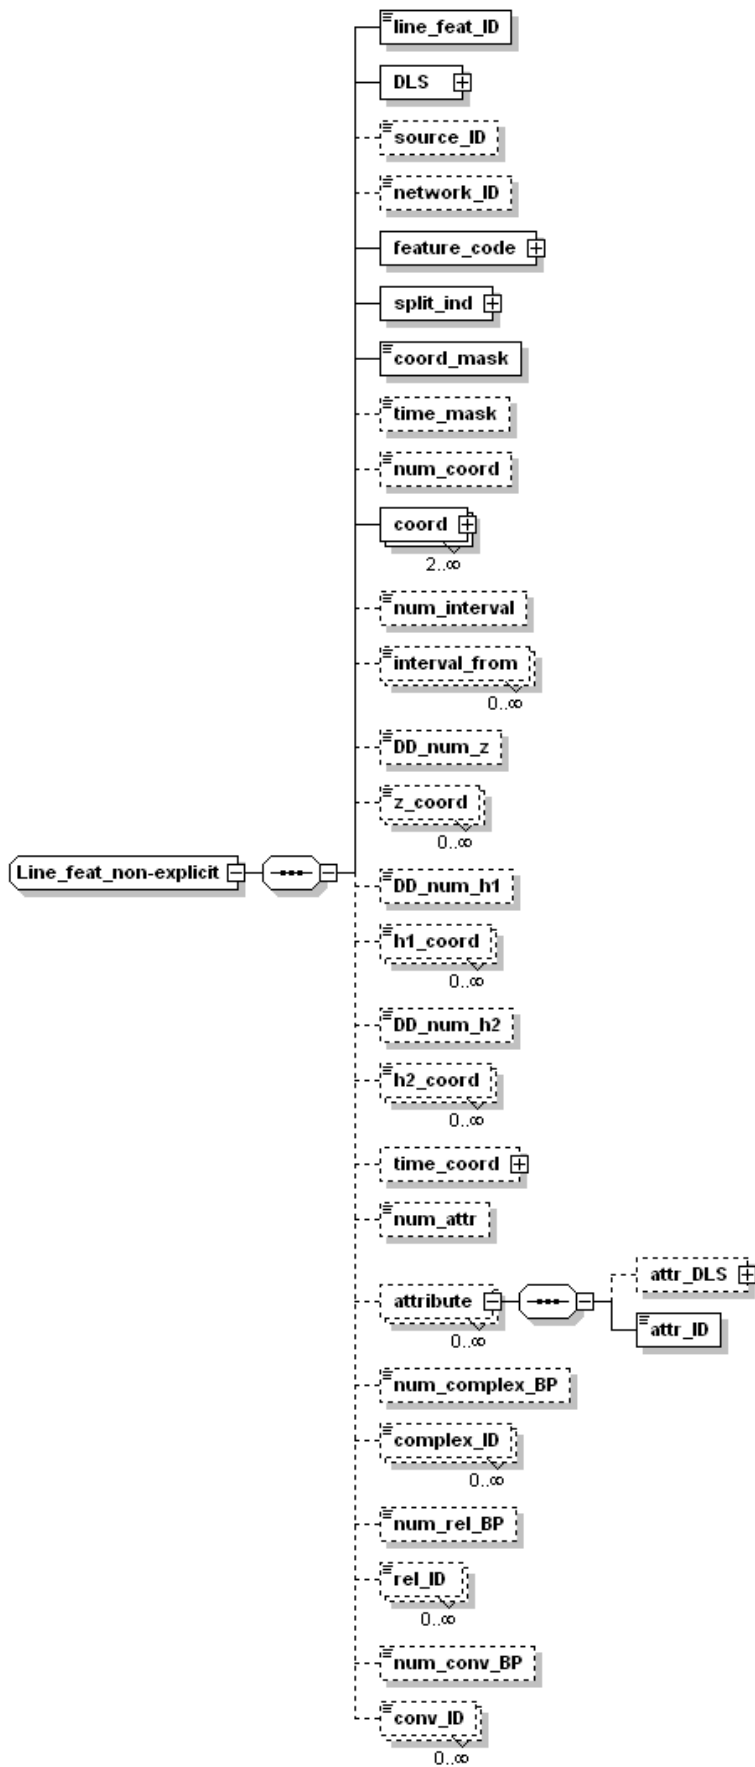 line_feat_ID
DLS
source_ID
network_ID
feature_code
split_ind
coord_mask
time_mask
num_coord
coord
2..∞
num_interval
interval_from
0..∞
DD_num_z
z_coord
0..∞
Line_feat_non-explicit
DD_num_h1
h1_coord
0..∞
DD_num_h2
h2_coord
0..∞
time_coord
num_attr
attribute
0..∞
attr_DLS
attr_ID
num_complex_BP
complex_ID
0..∞
num_rel_BP
rel_ID
0..∞
num_conv_BP
conv_ID
0..∞